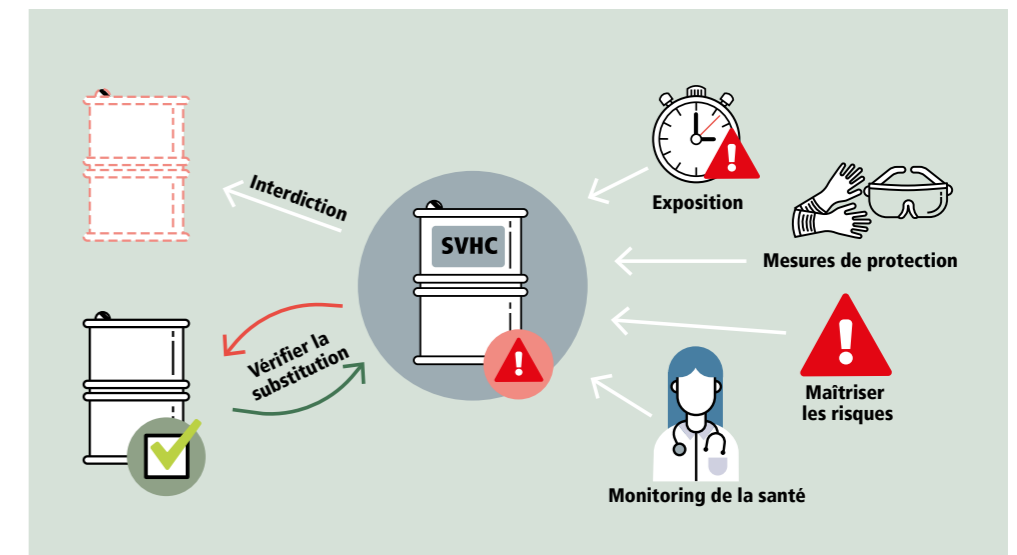 Interdiction
SVHC
Vérifier la
substitution
Exposition
Mesures de protection
Maîtriser
les risques
Monitoring de la santé